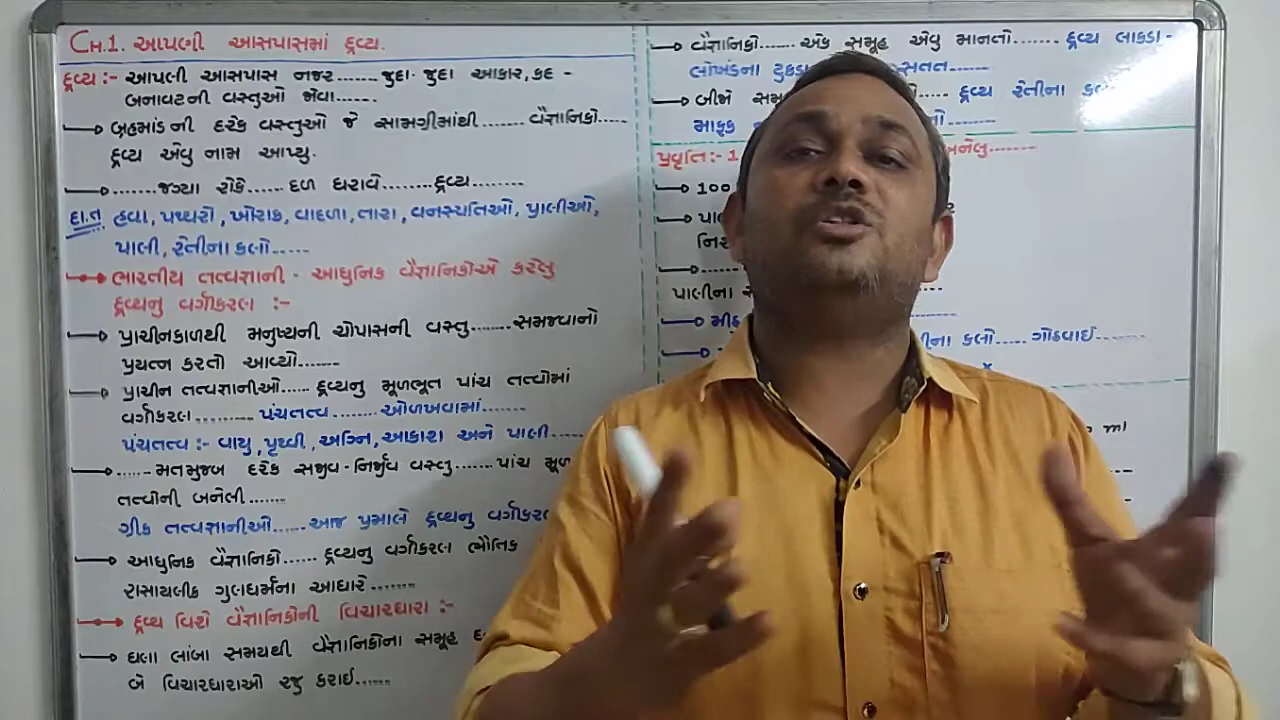 CH.1. આપણી આસપાસમાં દ્રવ્ય.
દ્રવ્ય :- આપણી આસપાસ નજર...... જુદા-જુદા આકાર, કદ -
બનાવટની વસ્તુઓ જોવા......
બ્રહ્માંડની દરેક વસ્તુઓ જે સામગ્રીમાંથી...... વૈજ્ઞાનિકો.....
દ્રવ્ય એવુ નામ આપ્યુ.
.......જગ્યા રોકે..... દળ ધરાવે.......દ્રવ્ય........
દા.ત હવા, પથ્થરો, ખોરાક, વાદળા, તારા, વનસ્પતિઓ, પ્રાણીઓ,
પાણી, રેતીના કણો.....
ભારતીય તત્વજ્ઞાની - આધુનિક વૈજ્ઞાનિકોએ કરેલુ
દ્રવ્યનુ વર્ગીકરણ :-
પ્રાચીનકાળથી મનુષ્યની ચોપાસની વસ્તુ.......સમજવાનો
પ્રયત્ન કરતો આવ્યો.......
પ્રાચીન તત્વજ્ઞાનીઓ..... દ્રવ્યનુ મૂળભૂત પાંચ તત્વોમાં
વર્ગીકરણ......... પંચતત્વ........ ઓળખવામાં.......
પંચતત્વ :- વાયુ, પૃથ્વી, અગ્નિ, આકાશ અને પાણી.....
...... મતમુજબ દરેક સજીવ-નિર્જીવ વસ્તુ...... પાંચ મૂળ
તત્વોની બનેલી.......
ગ્રીક તત્વજ્ઞાનીઓ..... આજ પ્રમાણે દ્રવ્યનુ
આધુનિક વૈજ્ઞાનિકો...... દ્રવ્યનુ વર્ગીકરણ ભૌતિક
રાસાયણીક ગુણધર્મના આધારે.......
દ્રવ્ય વિશે વૈજ્ઞાનિકોની વિચારધારા :-
ઘણા લાંબા સમયથી વૈજ્ઞાનિકોના સમૂહ
બે વિચારધારાઓ રજુ કરાઈ.....
વૈજ્ઞાનિકો...... એક સમૂહ એવુ માનતો....... દ્રવ્ય લાકડા -
લોખંડના સતત.....
બીજો દ્રવ્ય રેતીના
માફક
પ્રવૃતિ :- 1 બનેલુ.......
100
પાણીના
કણો..... ગોઠવાઈ.......
ml